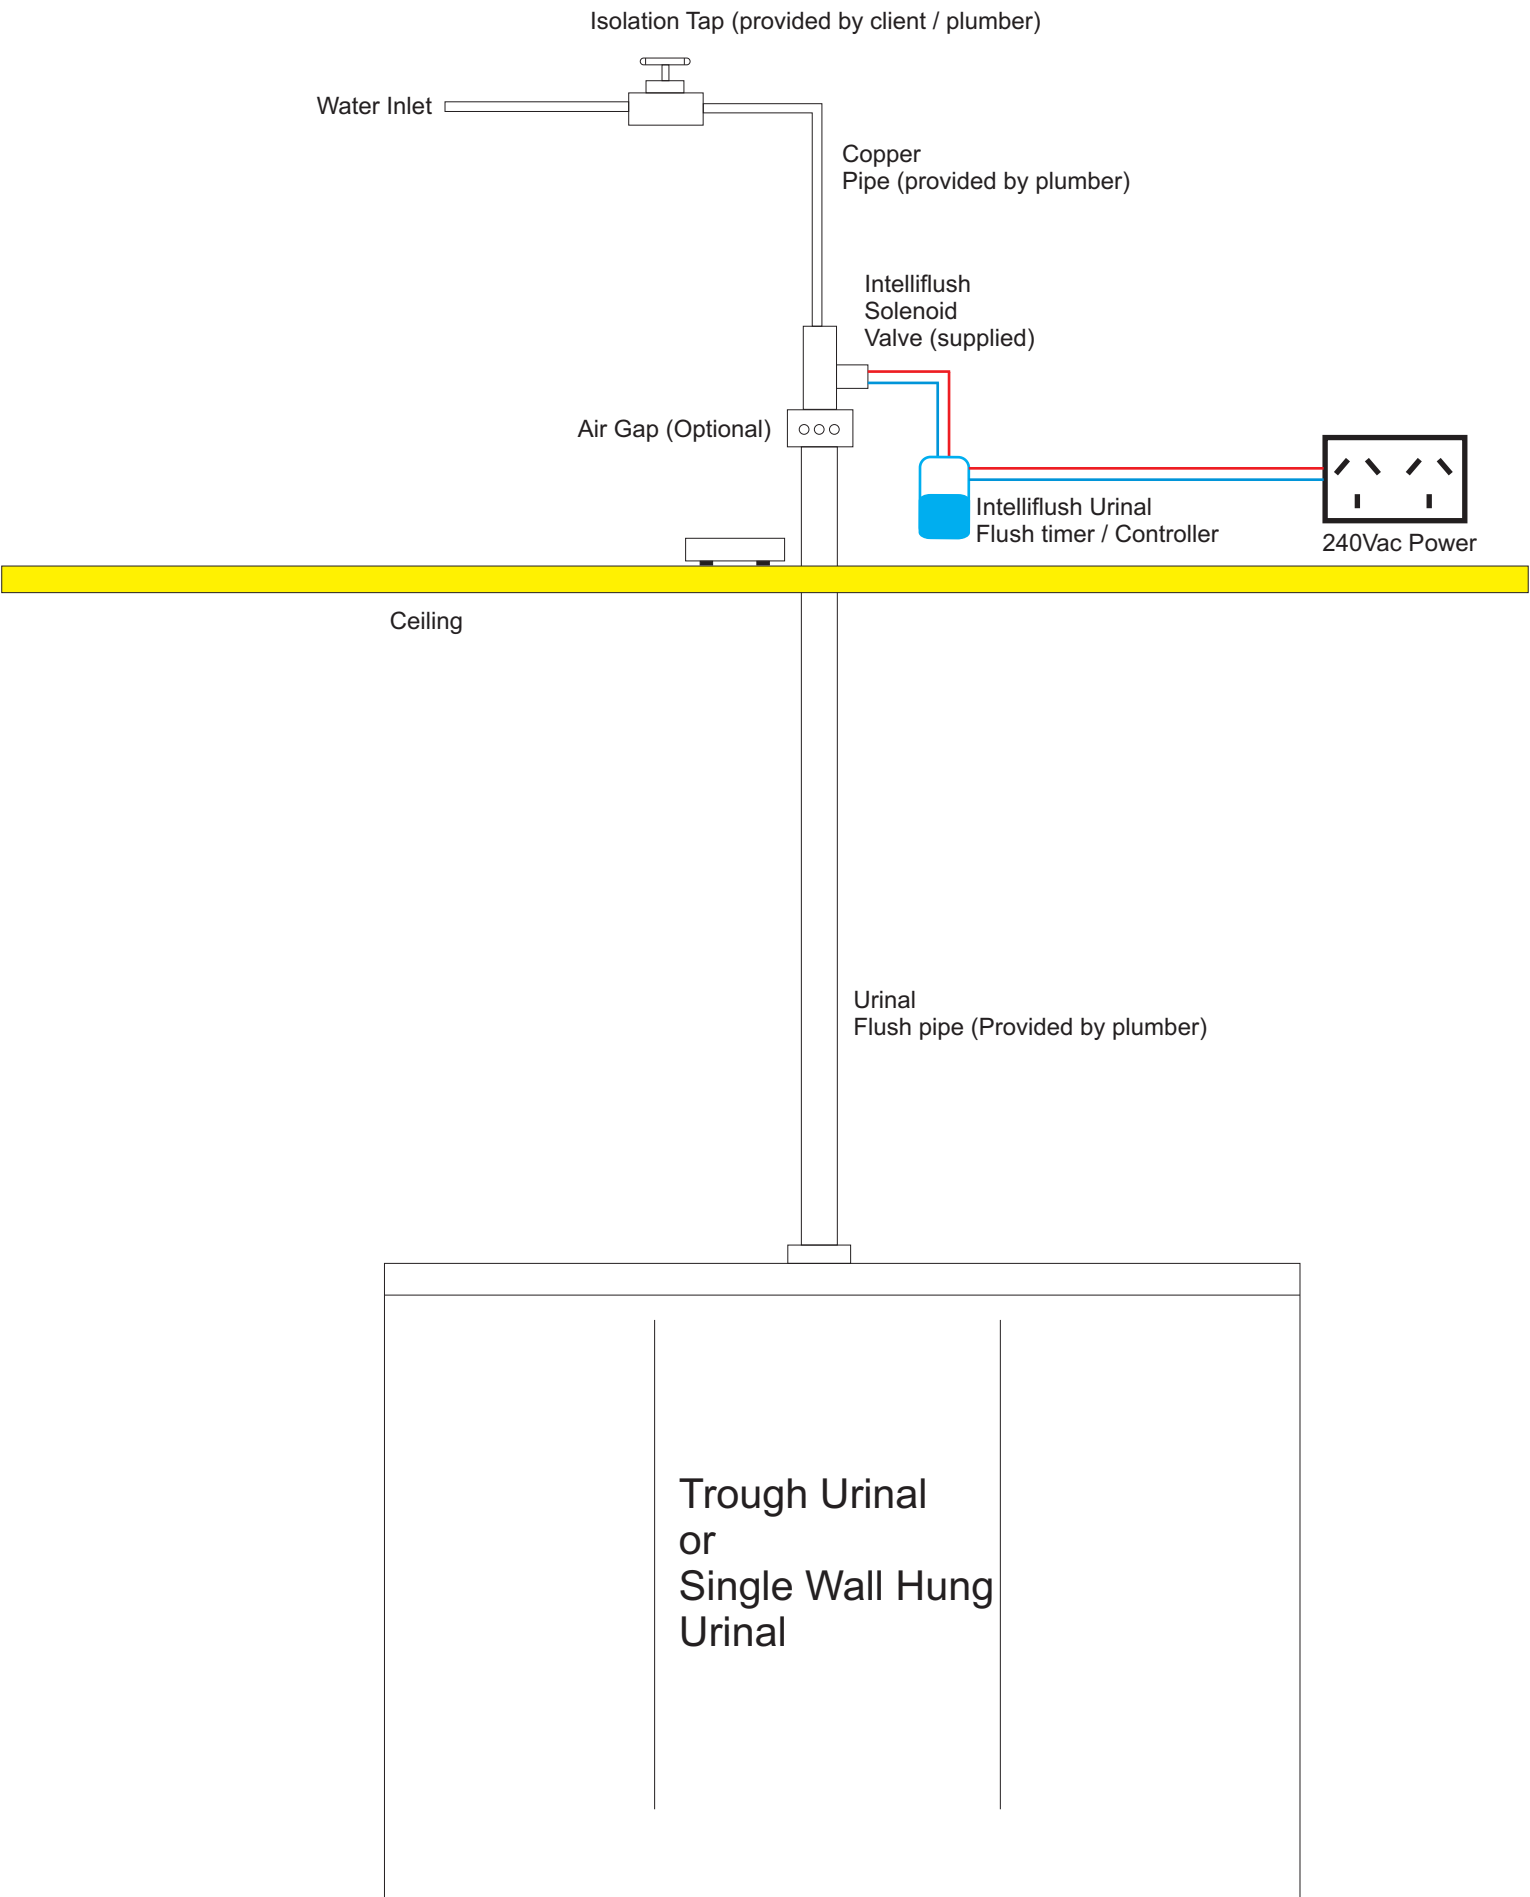 Isolation Tap (provided by client / plumber)
Water Inlet
Copper
Pipe (provided by plumber)
Intelliflush
Solenoid
Valve (supplied)
Air Gap (Optional)
Intelliflush Urinal
Flush timer / Controller
240Vac Power
Ceiling
Urinal
Flush pipe (Provided by plumber)
Trough Urinal
or
Single Wall Hung
Urinal